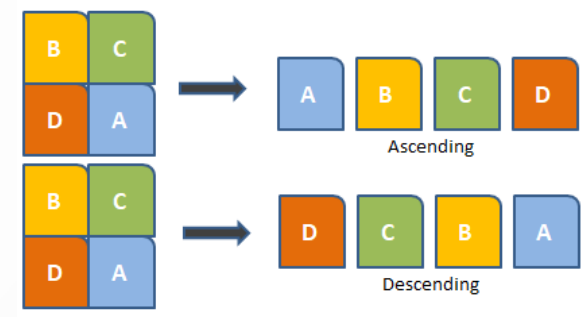 B C
D A
A B C D
Ascending
B C
D A
D C B A
Descending